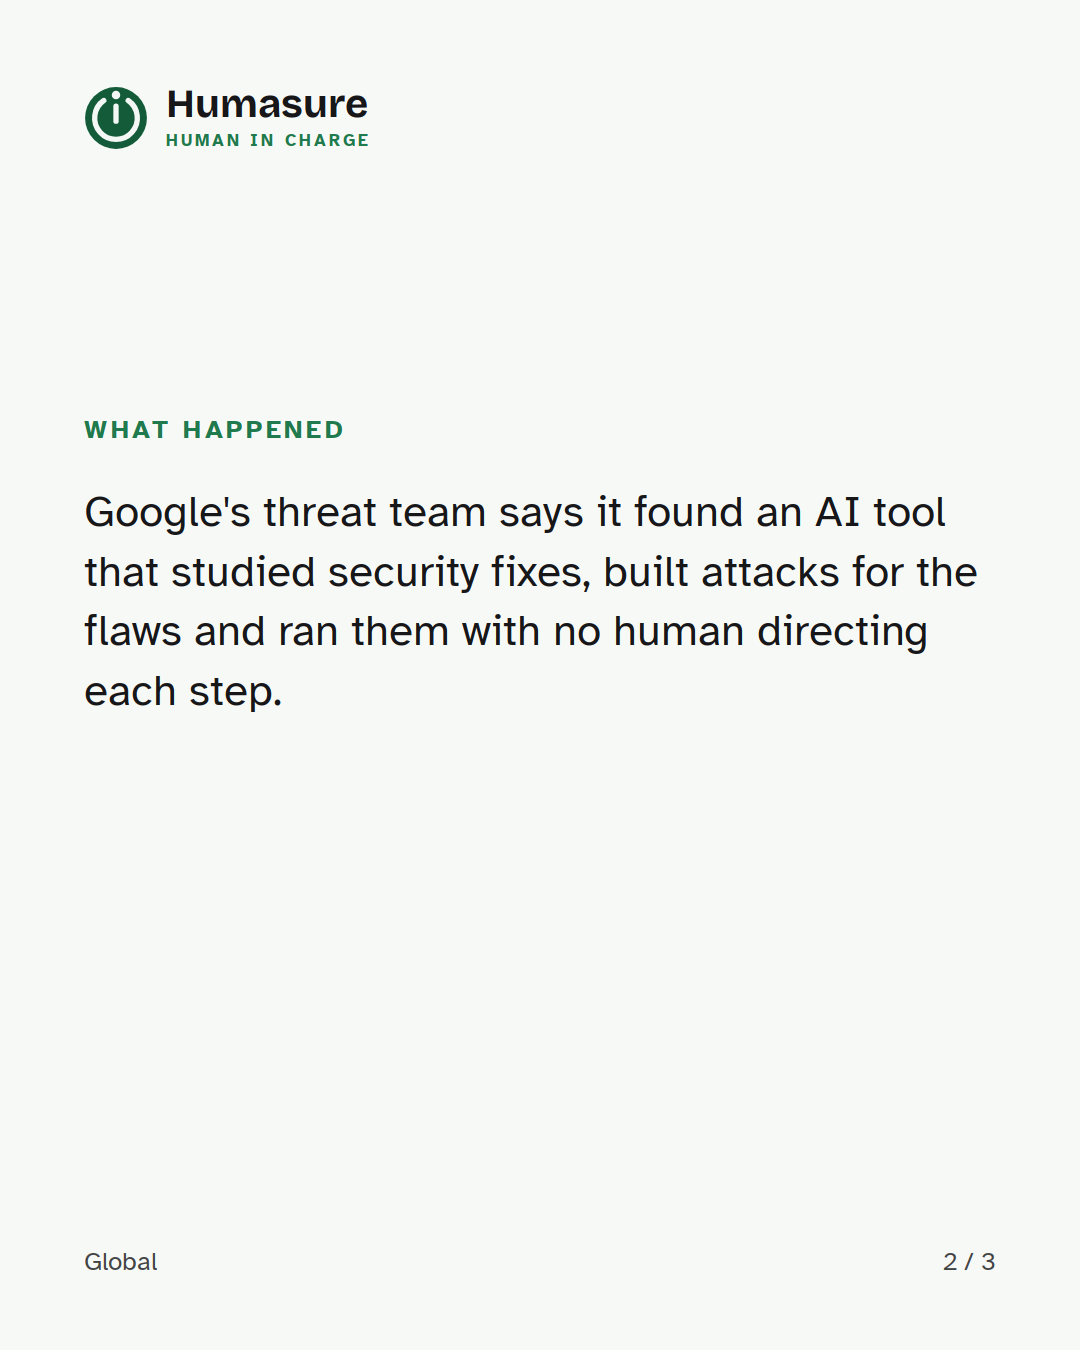 Humasure
HUMAN IN CHARGE
WHAT HAPPENED
Google's threat team says it found an AI tool
that studied security fixes, built attacks for the
flaws and ran them with no human directing
each step.
Global
2 / 3